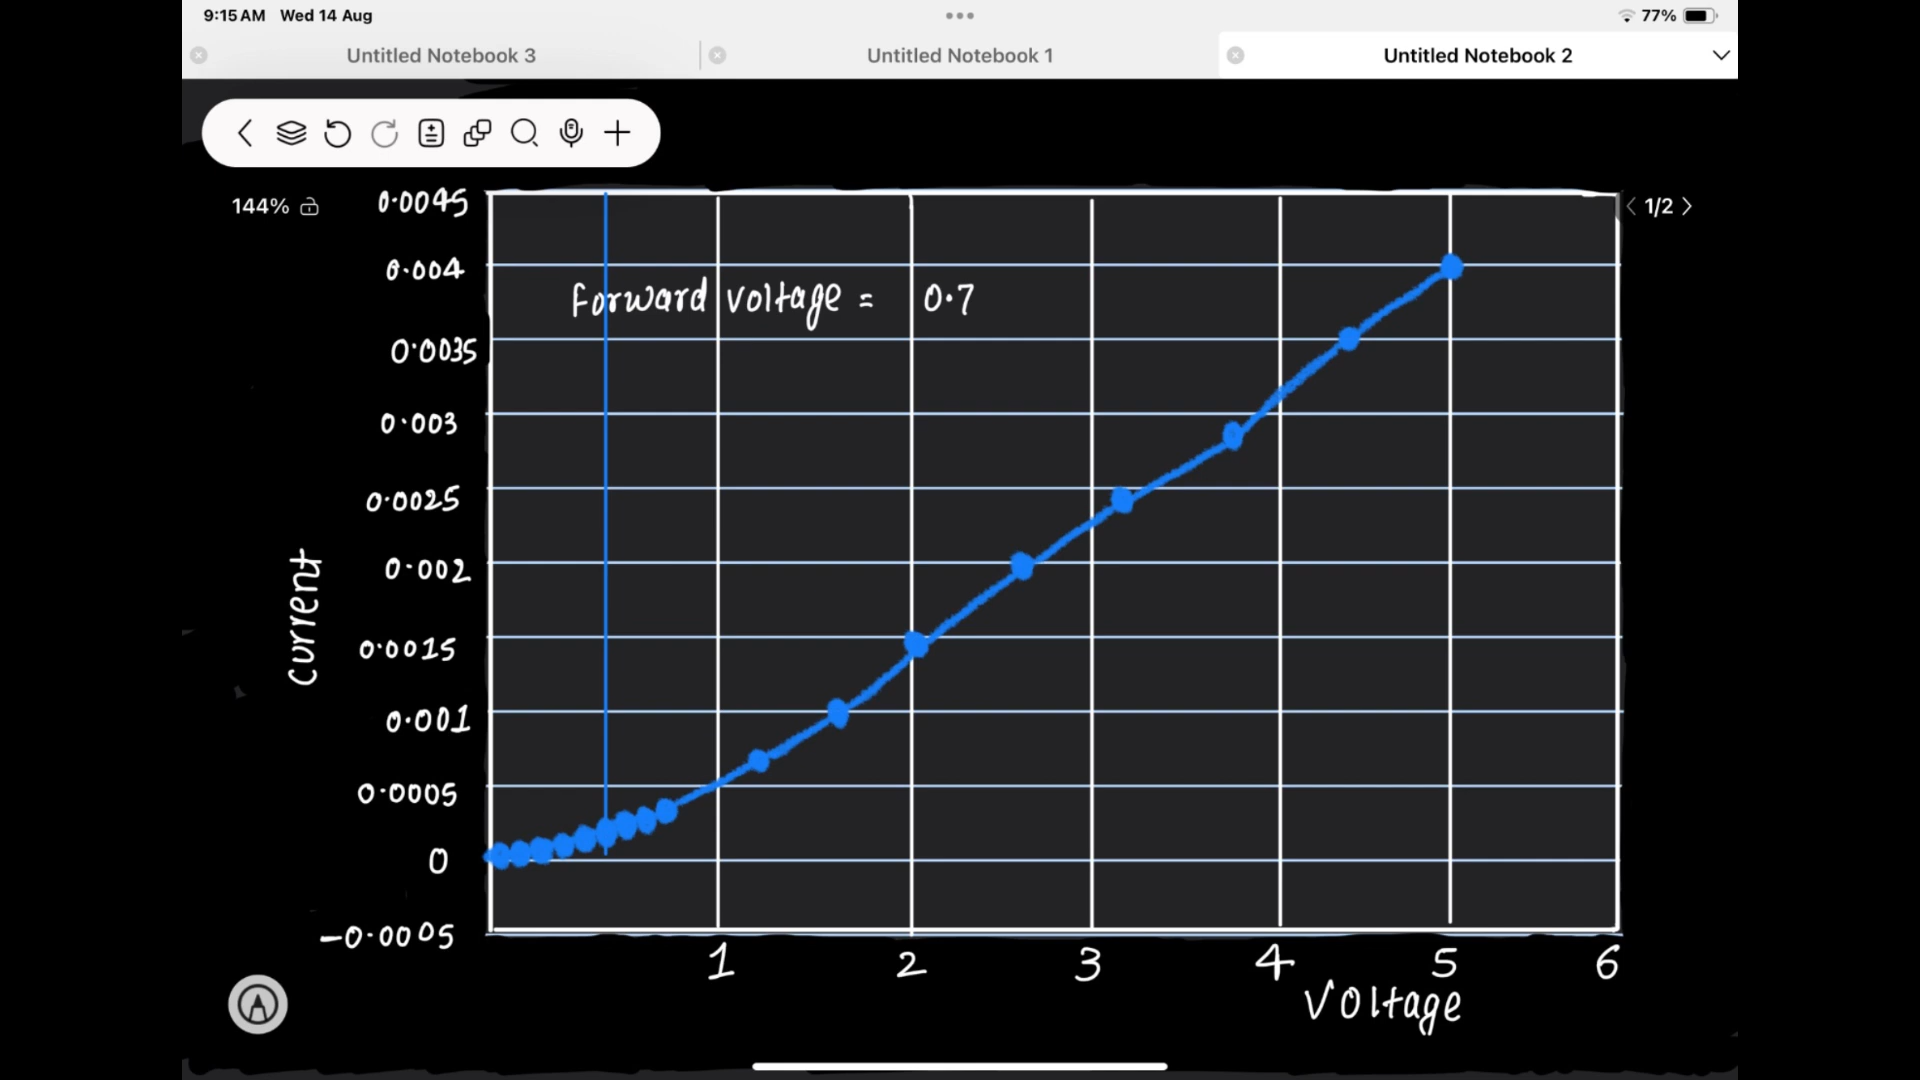 9:15 AM Wed 14 Aug
77%
Untitled Notebook 3
Untitled Notebook 1
Untitled Notebook 2
144%
1/2
0.0045
0.004
Forward voltage = 0.7
0.0035
0.003
0.0025
0.002
0.0015
0.001
0.0005
0
-0.0005
current
1 2 3 4 5 6
Voltage